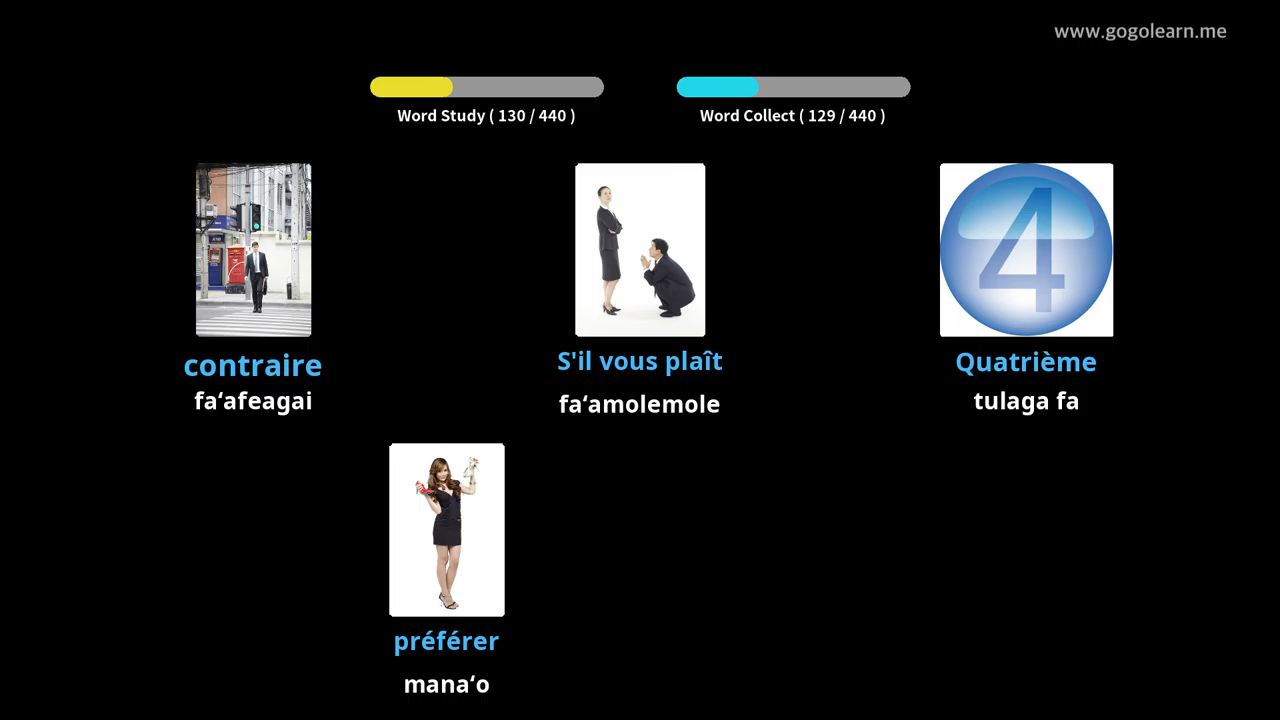 www.gogolearn.me
Word Study ( 130 / 440 )
Word Collect ( 129 / 440 )
4
contraire
faʻafeagai
S'il vous plaît
faʻamolemole
Quatrième
tulaga fa
préférer
manaʻo